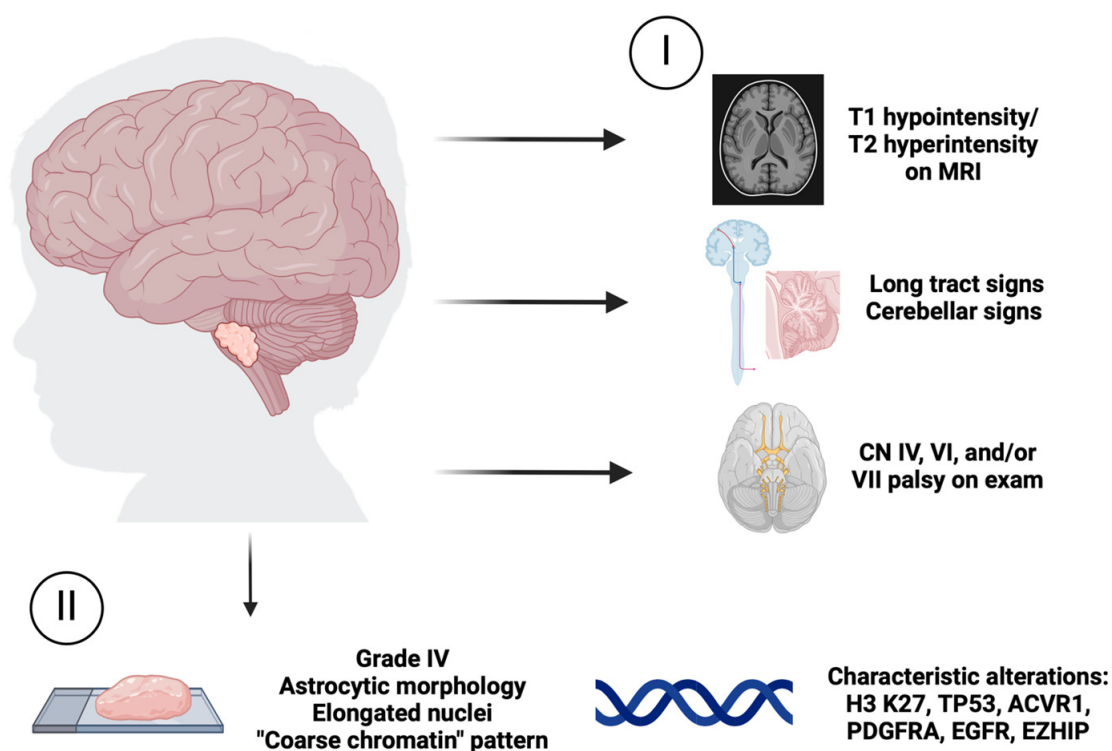 I
T1 hypointensity/
T2 hyperintensity
on MRI
Long tract signs
Cerebellar signs
CN IV, VI, and/or
VII palsy on exam
II
Grade IV
Astrocytic morphology
Elongated nuclei
"Coarse chromatin" pattern
Characteristic alterations:
H3 K27, TP53, ACVR1,
PDGFRA, EGFR, EZHIP